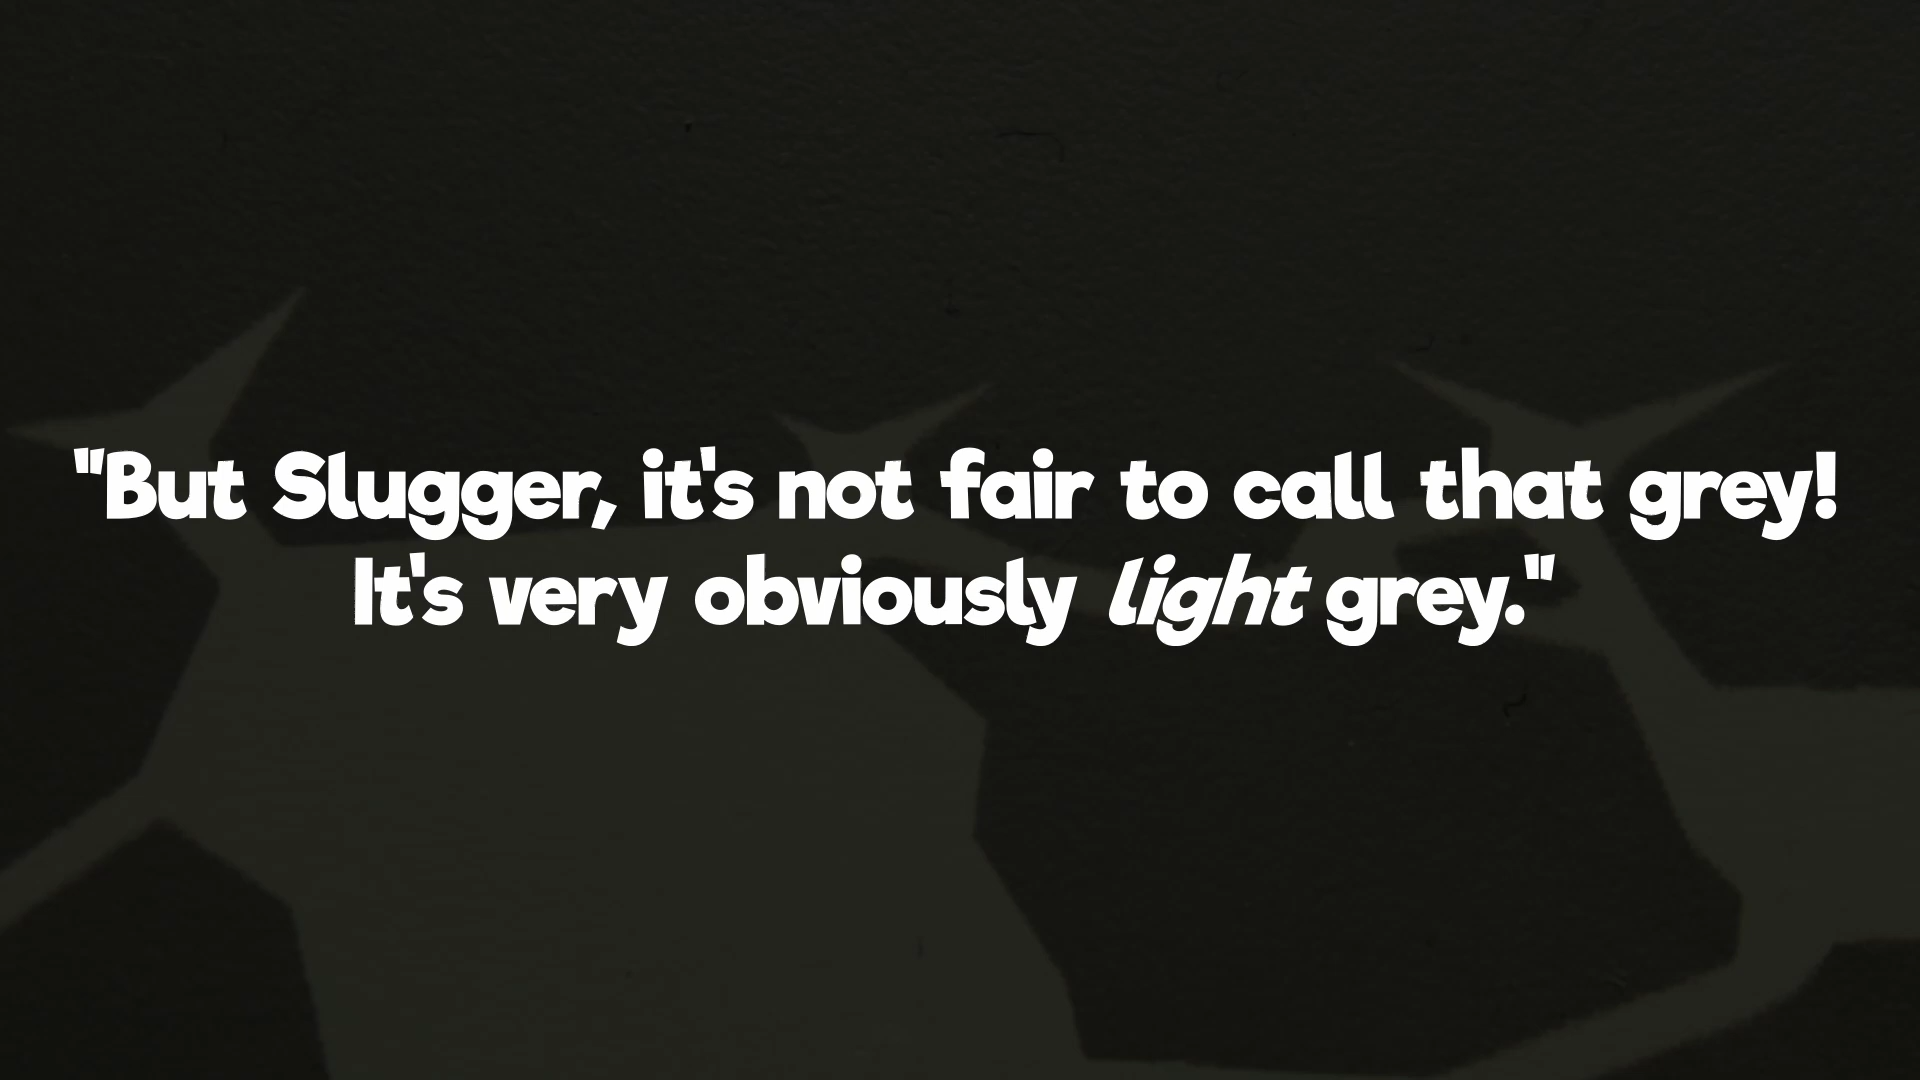 "But Slugger, it's not fair to call that grey!
It's very obviously light grey."